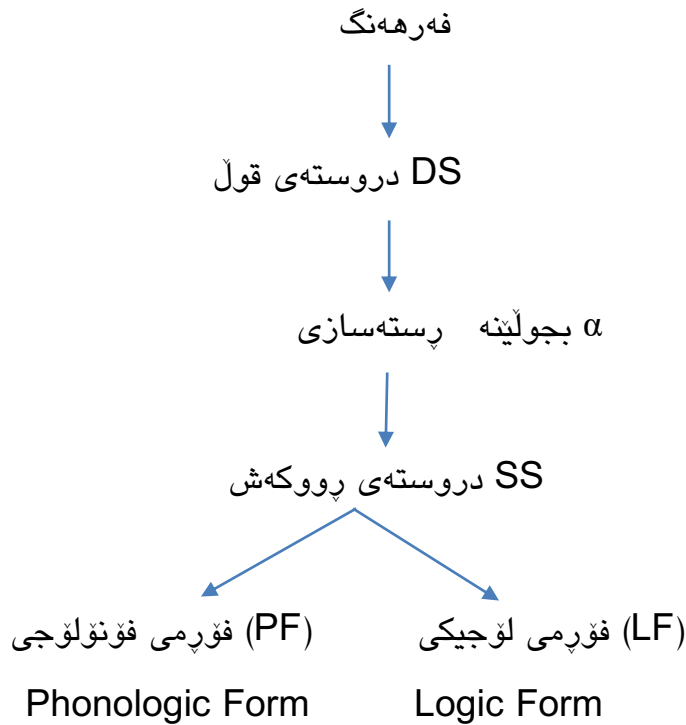 فەرهەنگ
DS دروستەی قوڵ
α بجوڵێنە ڕستەسازی
SS دروستەی ڕووکەش
(LF) فۆڕمی لۆجیکی
(PF) فۆڕمی فۆنۆلۆجی
Logic Form
Phonologic Form